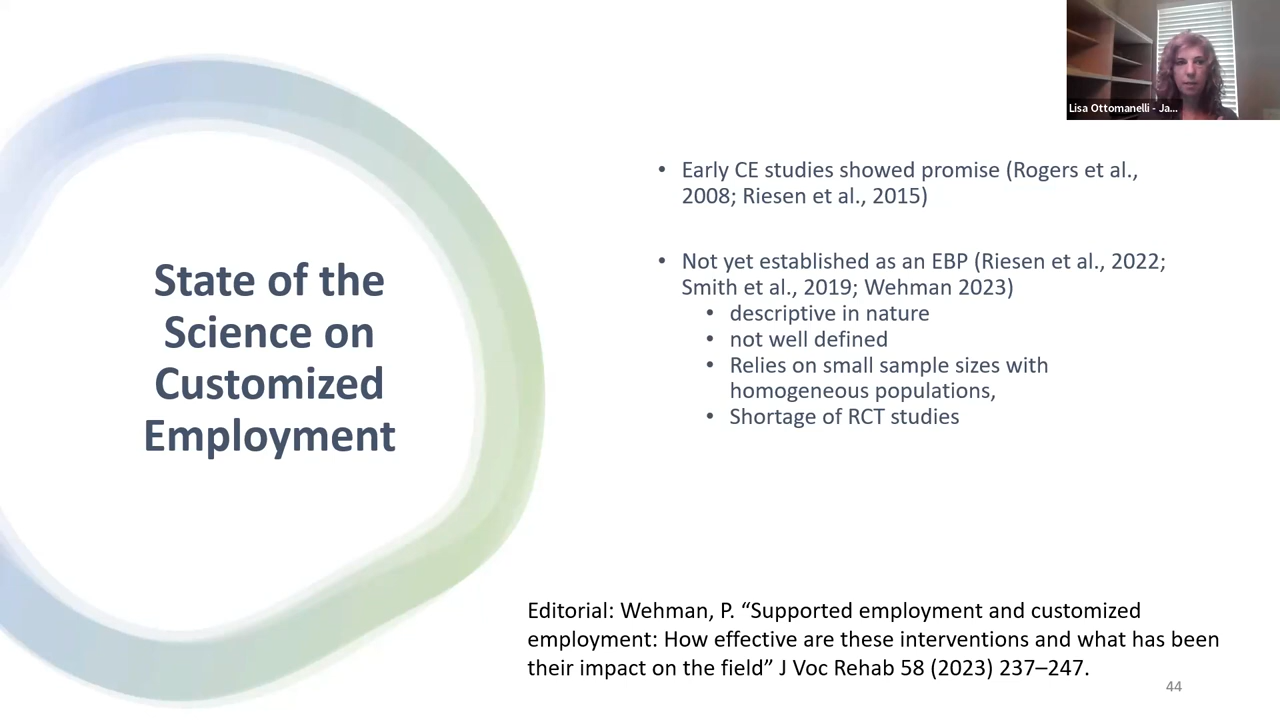 Lisa Ottomanelli - Ja...
State of the
Science on
Customized
Employment
• Early CE studies showed promise (Rogers et al.,
2008; Riesen et al., 2015)
• Not yet established as an EBP (Riesen et al., 2022;
Smith et al., 2019; Wehman 2023)
• descriptive in nature
• not well defined
• Relies on small sample sizes with
homogeneous populations,
• Shortage of RCT studies
Editorial: Wehman, P. “Supported employment and customized
employment: How effective are these interventions and what has been
their impact on the field” J Voc Rehab 58 (2023) 237–247.
44